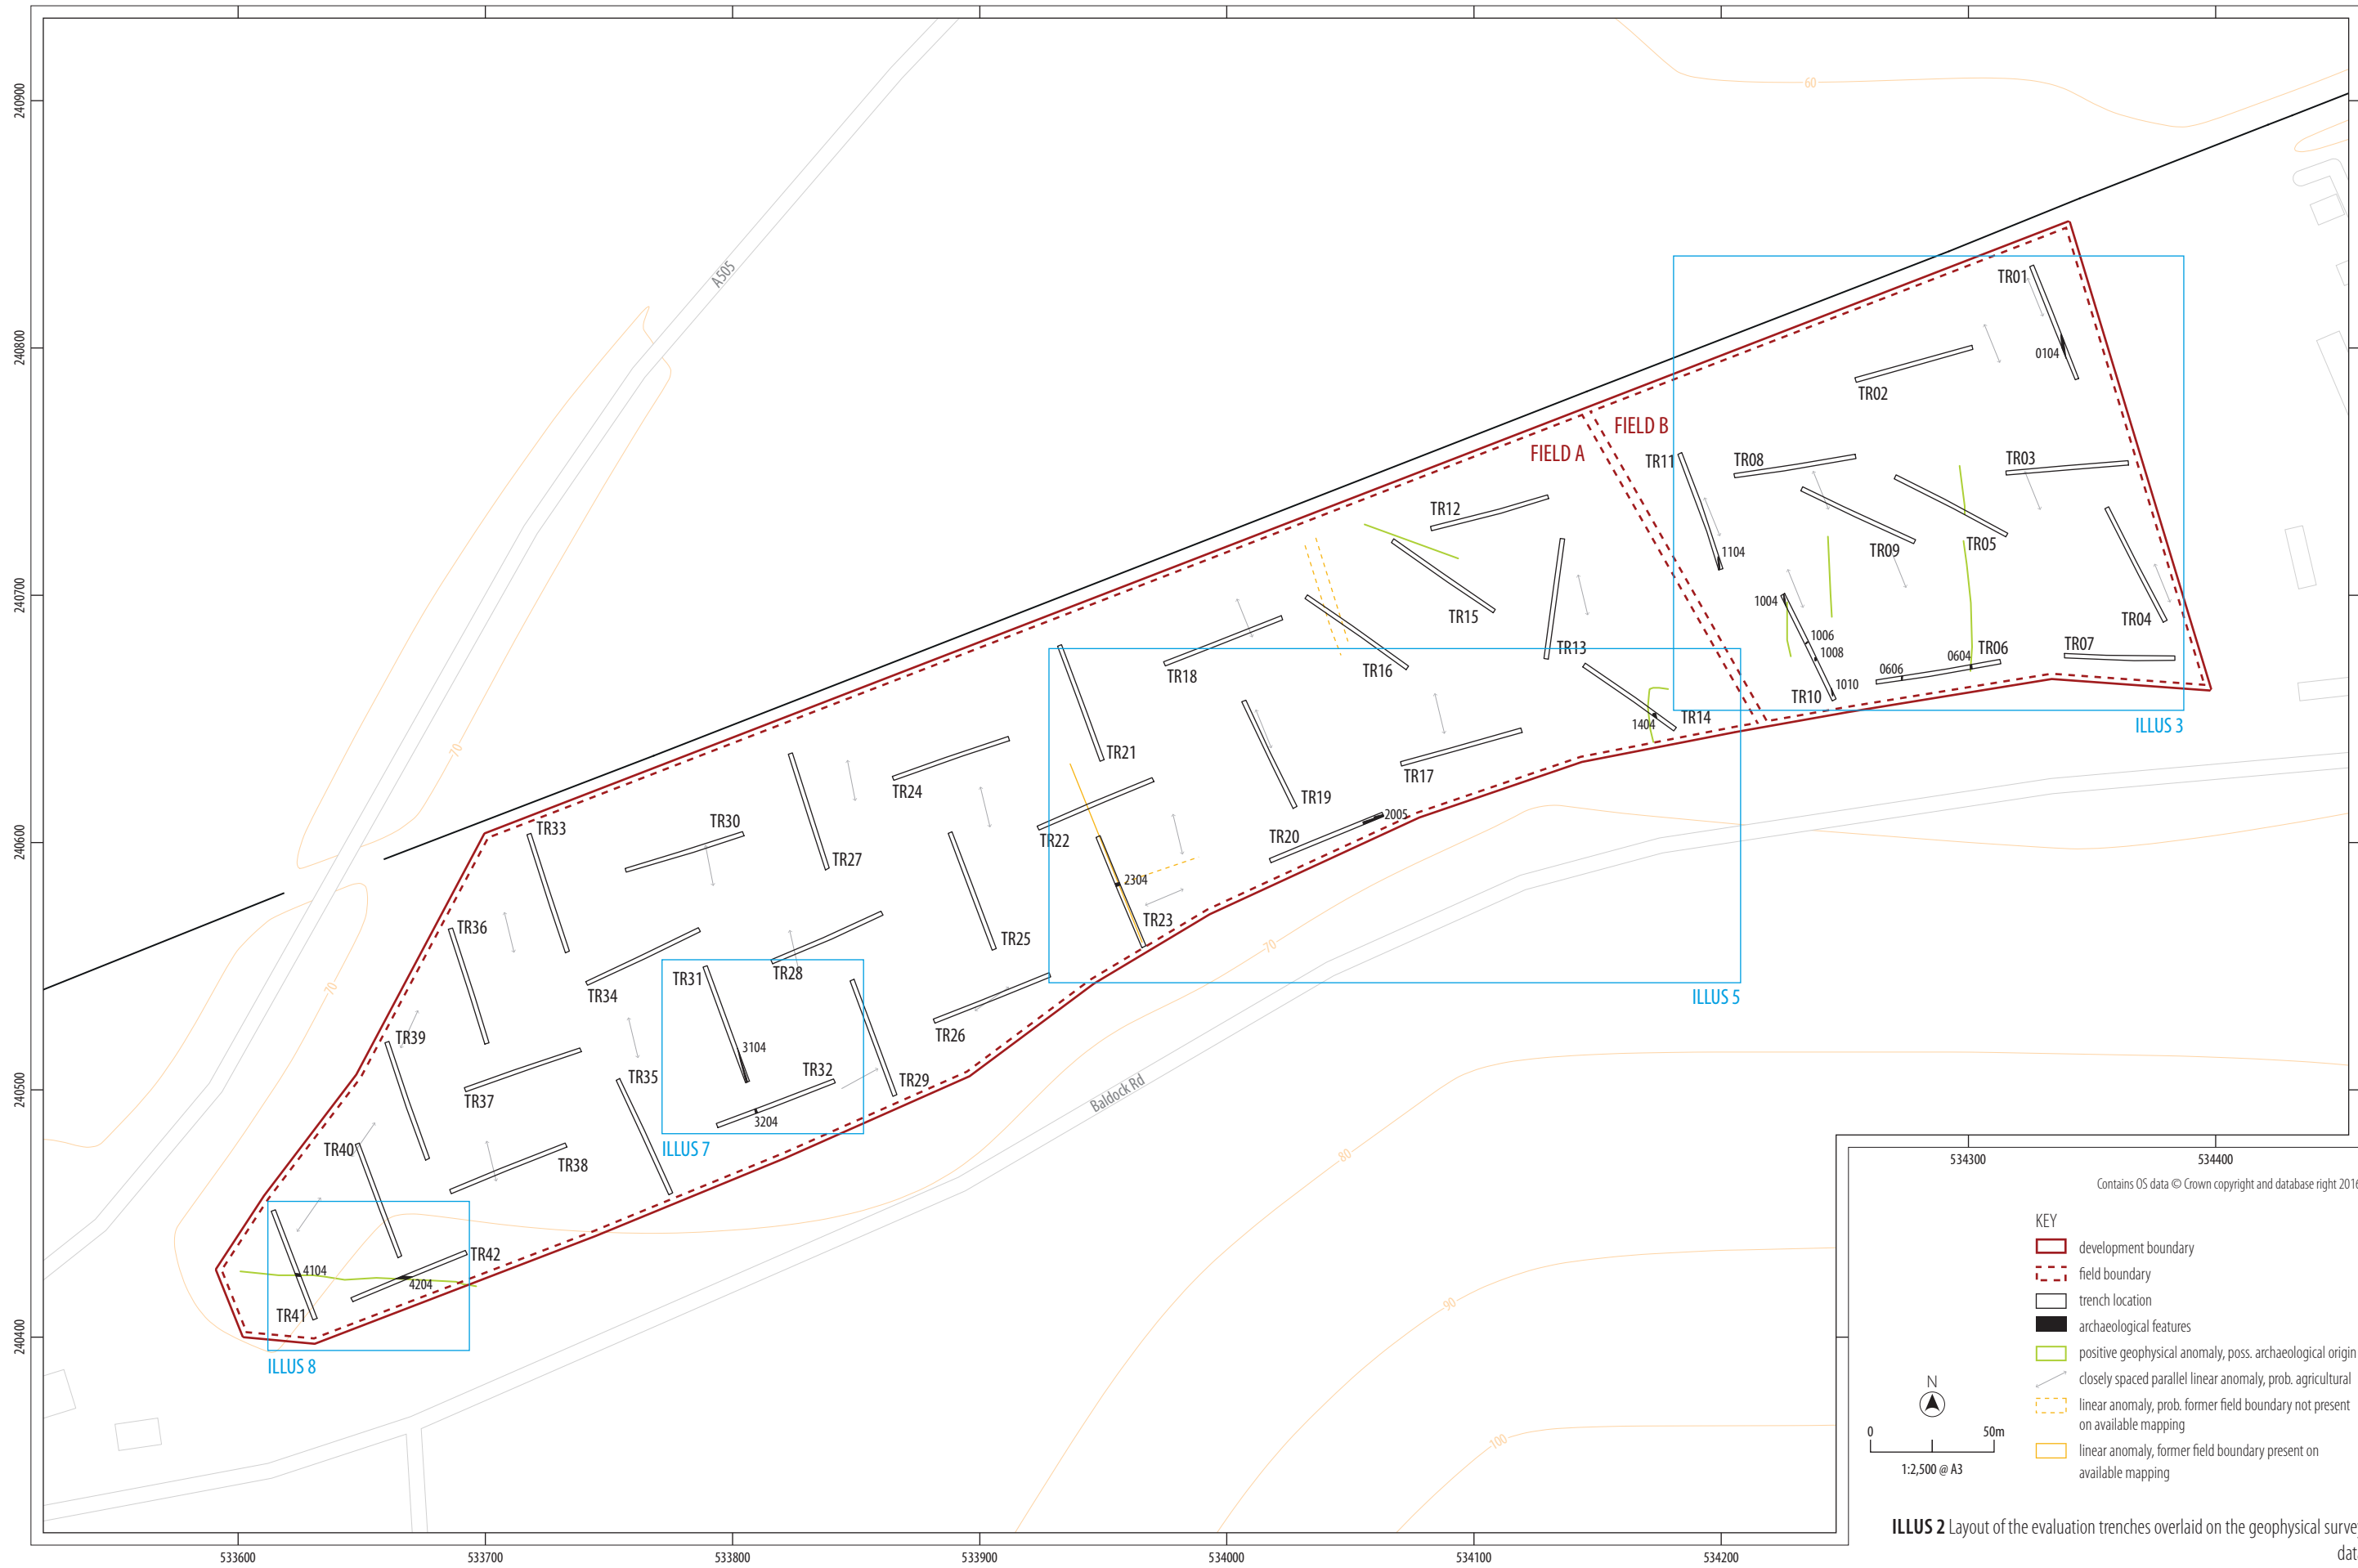 60
240900
A505
TR01
240800
0104
TR02
FIELD B
FIELD A
TR11
TR08
TR03
TR12
TR09
TR05
1104
240700
1004
TR15
TR04
1006
TR13
1008
0604
TR06
TR07
TR18
TR16
0606
1010
TR10
TR14
1404
ILLUS 3
70
TR21
TR17
TR24
TR19
TR33
TR30
2005
TR20
240600
TR22
TR27
2304
TR23
TR36
TR25
70
TR31
TR28
70
TR34
ILLUS 5
TR39
TR26
3104
TR32
TR35
TR29
240500
TR37
Baldock Rd
3204
TR40
ILLUS 7
80
TR38
534300
534400
Contains OS data © Crown copyright and database right 2016
TR42
4104
4204
TR41
240400
ILLUS 8
90
100
KEY
development boundary
field boundary
trench location
archaeological features
positive geophysical anomaly, poss. archaeological origin
closely spaced parallel linear anomaly, prob. agricultural
linear anomaly, prob. former field boundary not present
on available mapping
linear anomaly, former field boundary present on
available mapping
N
0
50m
1:2,500 @ A3
ILLUS 2 Layout of the evaluation trenches overlaid on the geophysical survey
data
533600
533700
533800
533900
534000
534100
534200